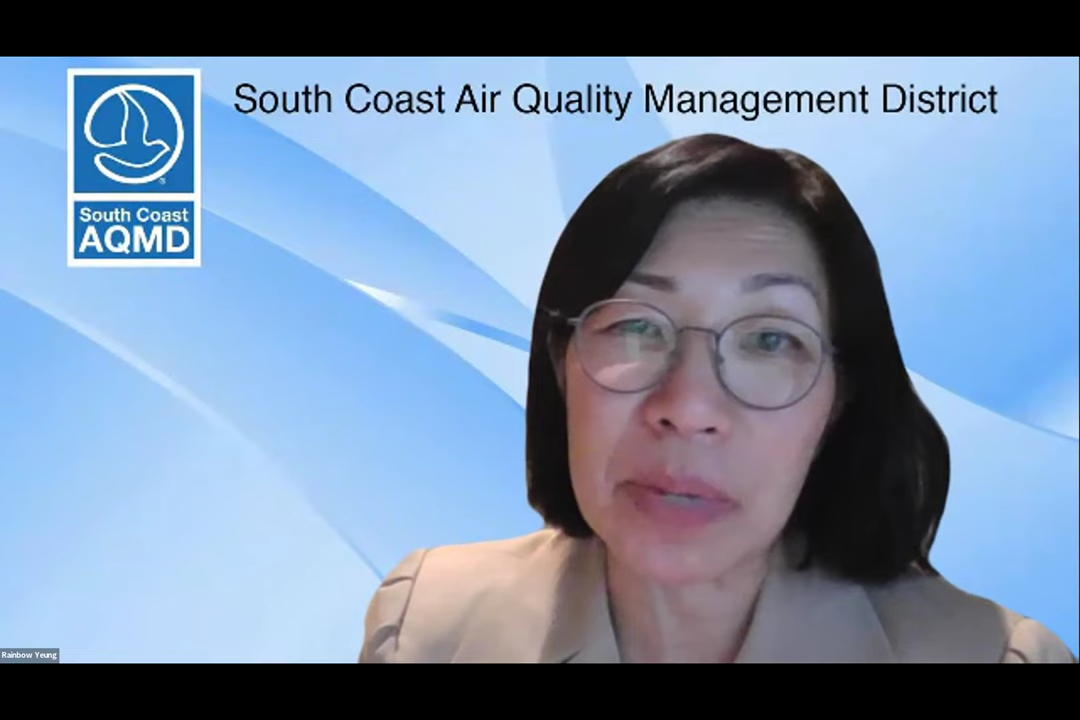 South Coast Air Quality Management District
South Coast
AQMD
Rainbow Yeung